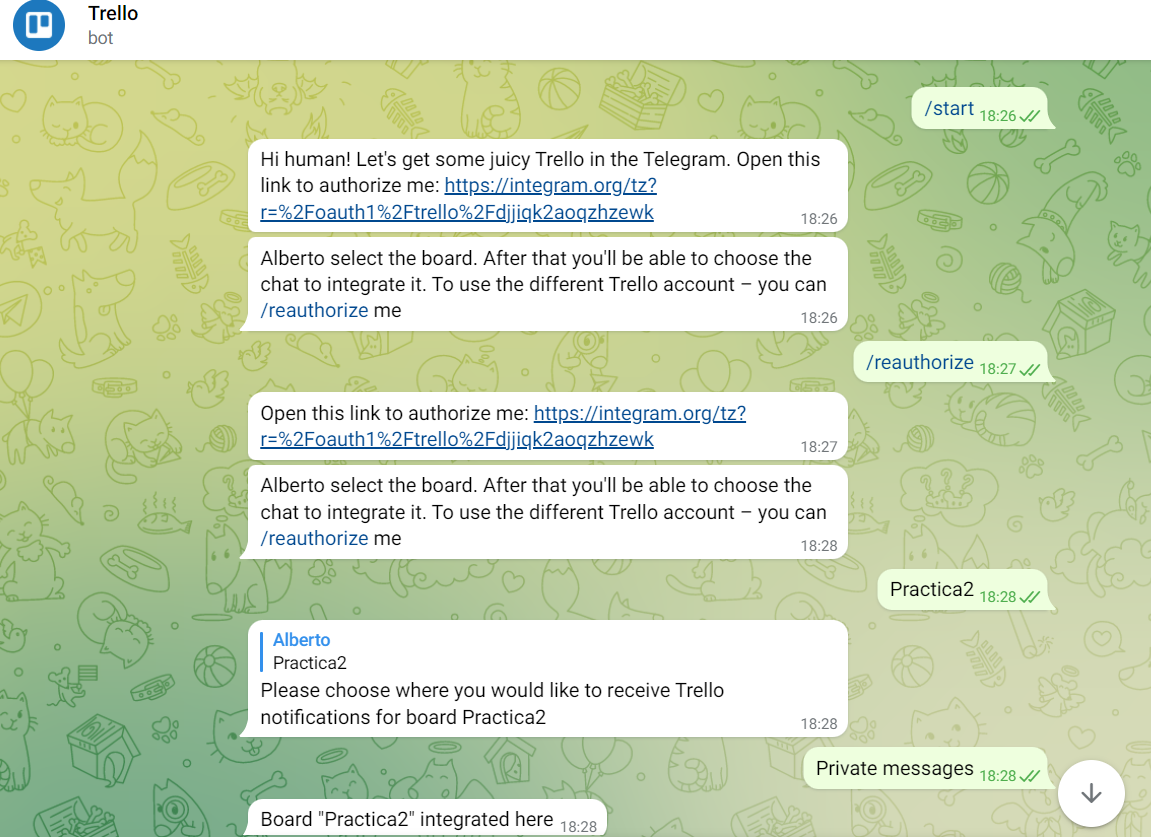 Trello
bot
/start 18:26
Hi human! Let's get some juicy Trello in the Telegram. Open this
link to authorize me: https://integram.org/tz?
r=%2Foauth1%2Ftrello%2Fdjjiqk2aoqzhzewk
18:26
Alberto select the board. After that you'll be able to choose the
chat to integrate it. To use the different Trello account – you can
/reauthorize me
18:26
/reauthorize 18:27
Open this link to authorize me: https://integram.org/tz?
r=%2Foauth1%2Ftrello%2Fdjjiqk2aoqzhzewk
18:27
Alberto select the board. After that you'll be able to choose the
chat to integrate it. To use the different Trello account – you can
/reauthorize me
18:28
Practica2 18:28
Alberto
Practica2
Please choose where you would like to receive Trello
notifications for board Practica2
18:28
Private messages 18:28
Board "Practica2" integrated here 18:28